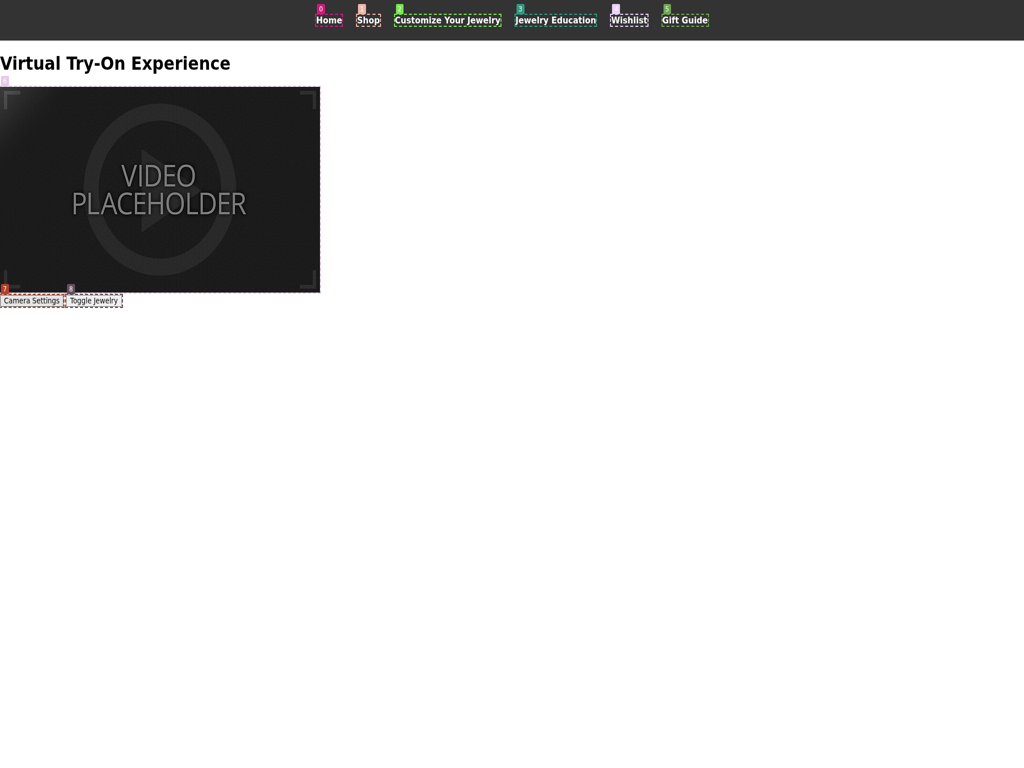 0
1
2
3
5
Home
Shop
Customize Your Jewelry
Jewelry Education
Wishlist
Gift Guide
Virtual Try-On Experience
6
VIDEO
PLACEHOLDER
7
8
Camera Settings
Toggle Jewelry